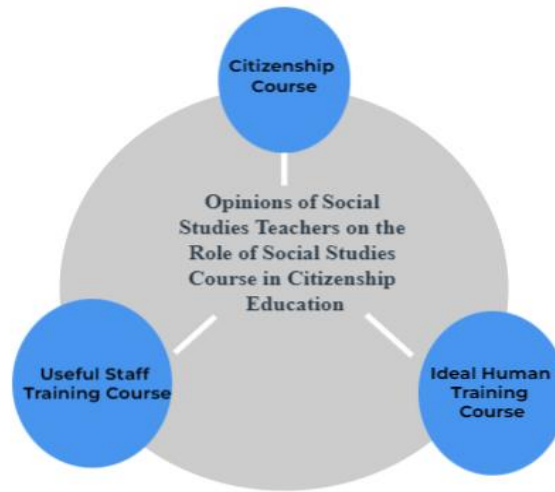 Citizenship
Course
Opinions of Social
Studies Teachers on the
Role of Social Studies
Course in Citizenship
Education
Useful Staff
Training Course
Ideal Human
Training
Course